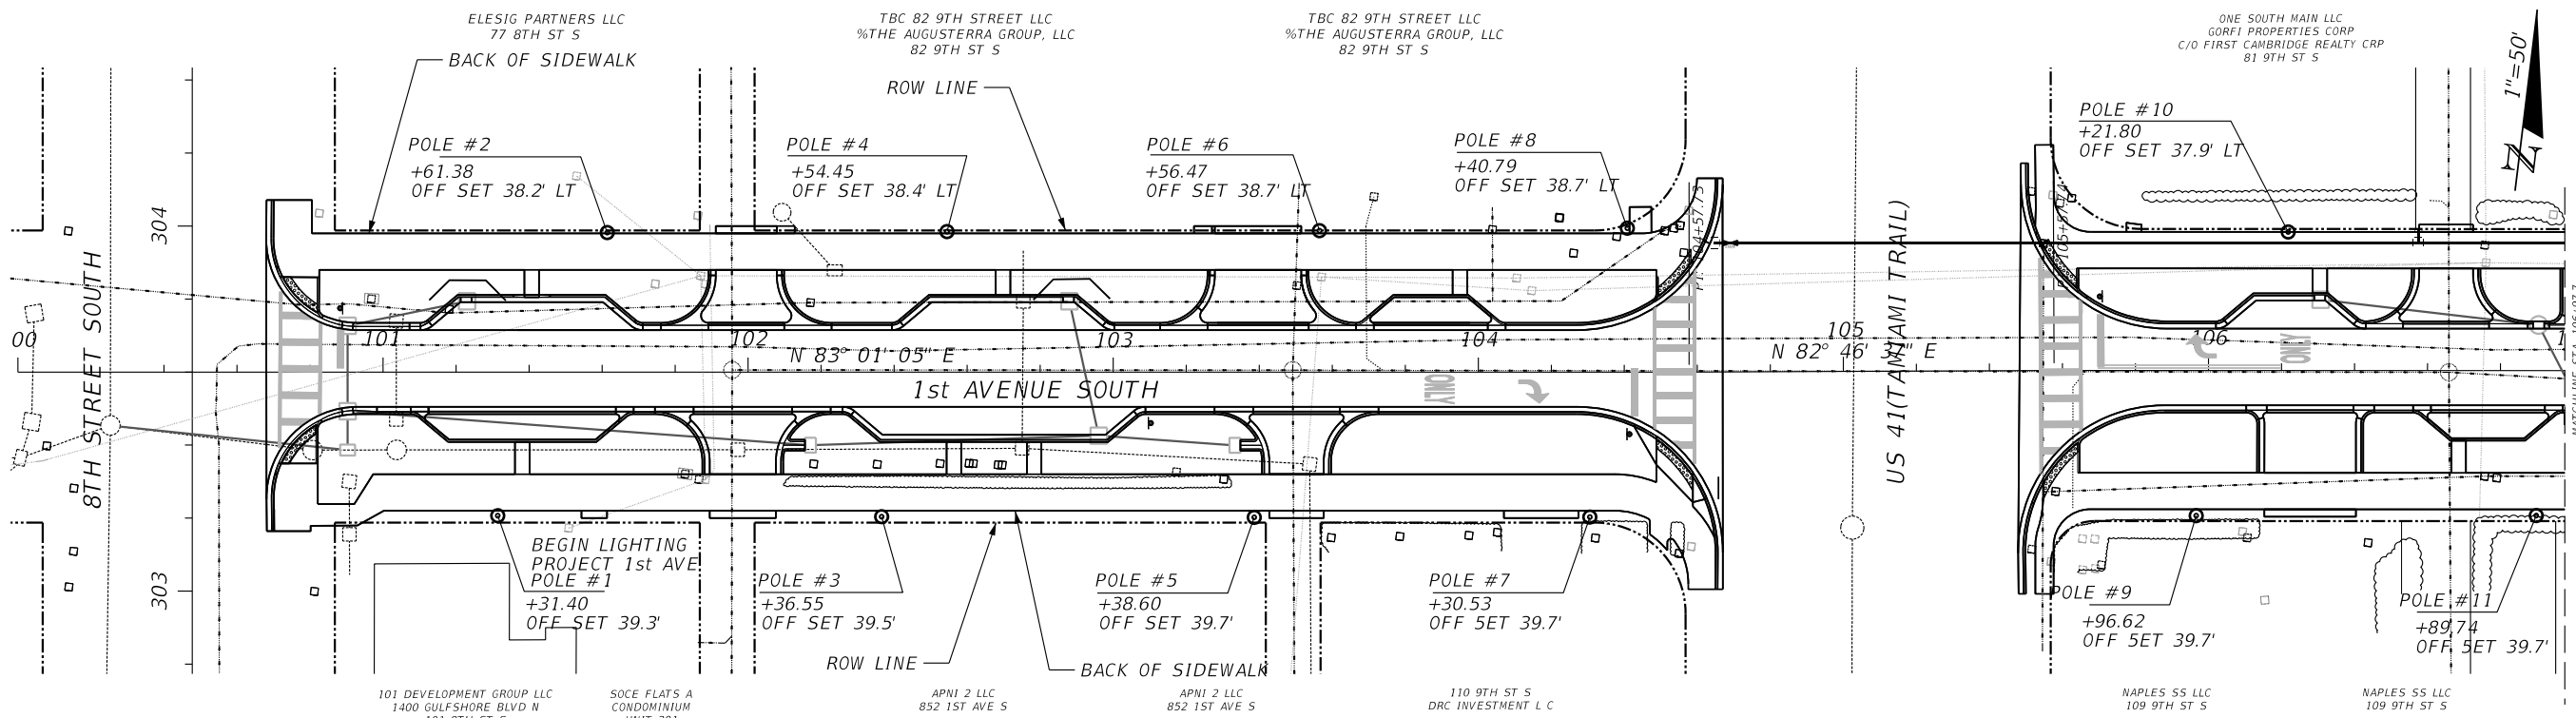 ELESIG PARTNERS LLC
77 8TH ST S
BACK OF SIDEWALK
TBC 82 9TH STREET LLC
%THE AUGUSTERRA GROUP, LLC
82 9TH ST S
ROW LINE
TBC 82 9TH STREET LLC
%THE AUGUSTERRA GROUP, LLC
82 9TH ST S
ONE SOUTH MAIN LLC
GORFI PROPERTIES CORP
C/O FIRST CAMBRIDGE REALTY CRP
81 9TH ST S
1"=50'
N
POLE #2
+61.38
OFF SET 38.2' LT
POLE #4
+54.45
OFF SET 38.4' LT
POLE #6
+56.47
OFF SET 38.7' LT
POLE #8
+40.79
OFF SET 38.7' LT
POLE #10
+21.80
OFF SET 37.9' LT
304
303
8TH STREET SOUTH
00
101
102
103
104
105
106
N 83° 01' 05" E
1st AVENUE SOUTH
ONLY
N 82° 46' 37" E
US 41(TAMIAMI TRAIL)
ONLY
BEGIN LIGHTING
PROJECT 1st AVE
POLE #1
+31.40
OFF SET 39.3'
POLE #3
+36.55
OFF SET 39.5'
POLE #5
+38.60
OFF SET 39.7'
POLE #7
+30.53
OFF 5ET 39.7'
POLE #9
+96.62
OFF 5ET 39.7'
POLE #11
+89.74
OFF 5ET 39.7'
ROW LINE
BACK OF SIDEWALK
101 DEVELOPMENT GROUP LLC
1400 GULFSHORE BLVD N
SOCE FLATS A
CONDOMINIUM
APNI 2 LLC
852 1ST AVE S
APNI 2 LLC
852 1ST AVE S
110 9TH ST S
DRC INVESTMENT L C
NAPLES SS LLC
109 9TH ST S
NAPLES SS LLC
109 9TH ST S